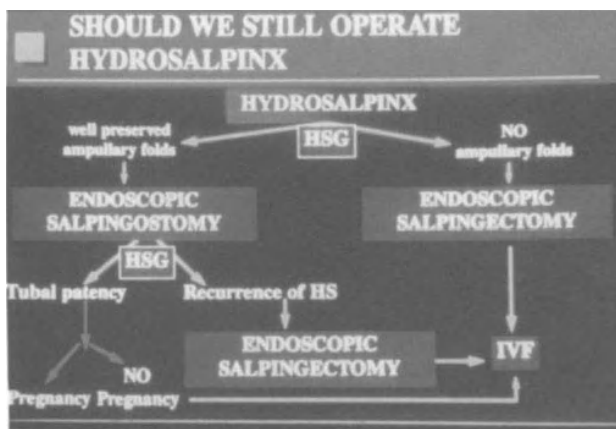 SHOULD WE STILL OPERATE
HYDROSALPINX
HYDROSALPINX
HSG
well preserved
ampullary folds
NO
ampullary folds
ENDOSCOPIC
SALPINGOSTOMY
ENDOSCOPIC
SALPINGECTOMY
HSG
Tubal patency
Recurrence of HS
ENDOSCOPIC
SALPINGECTOMY
IVF
NO
Pregnancy Pregnancy